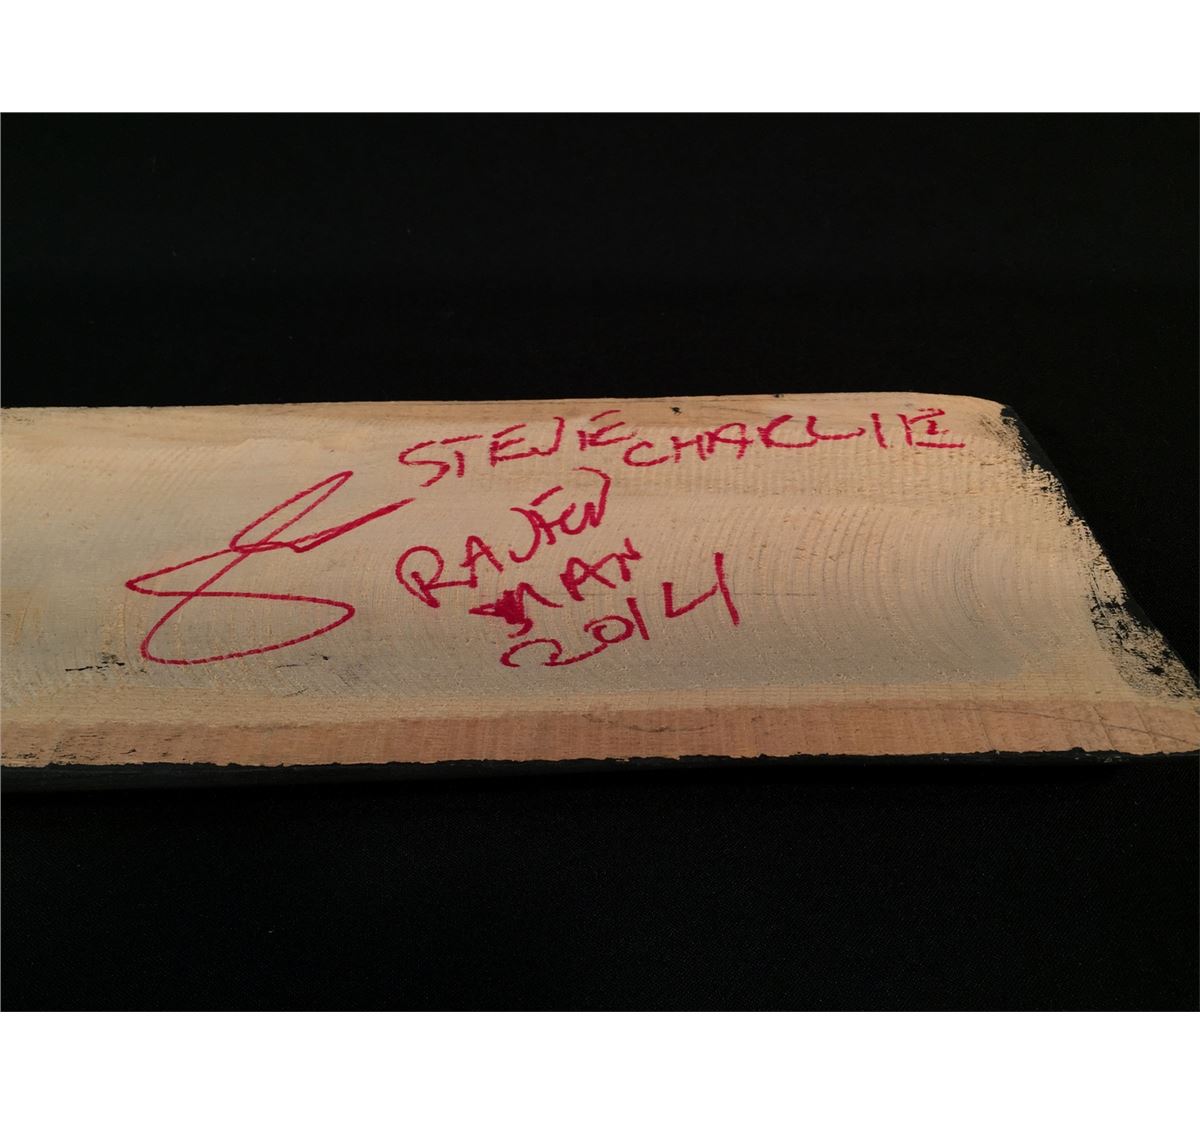 STEVE CHARLIE
RAVEN
MAN
2014